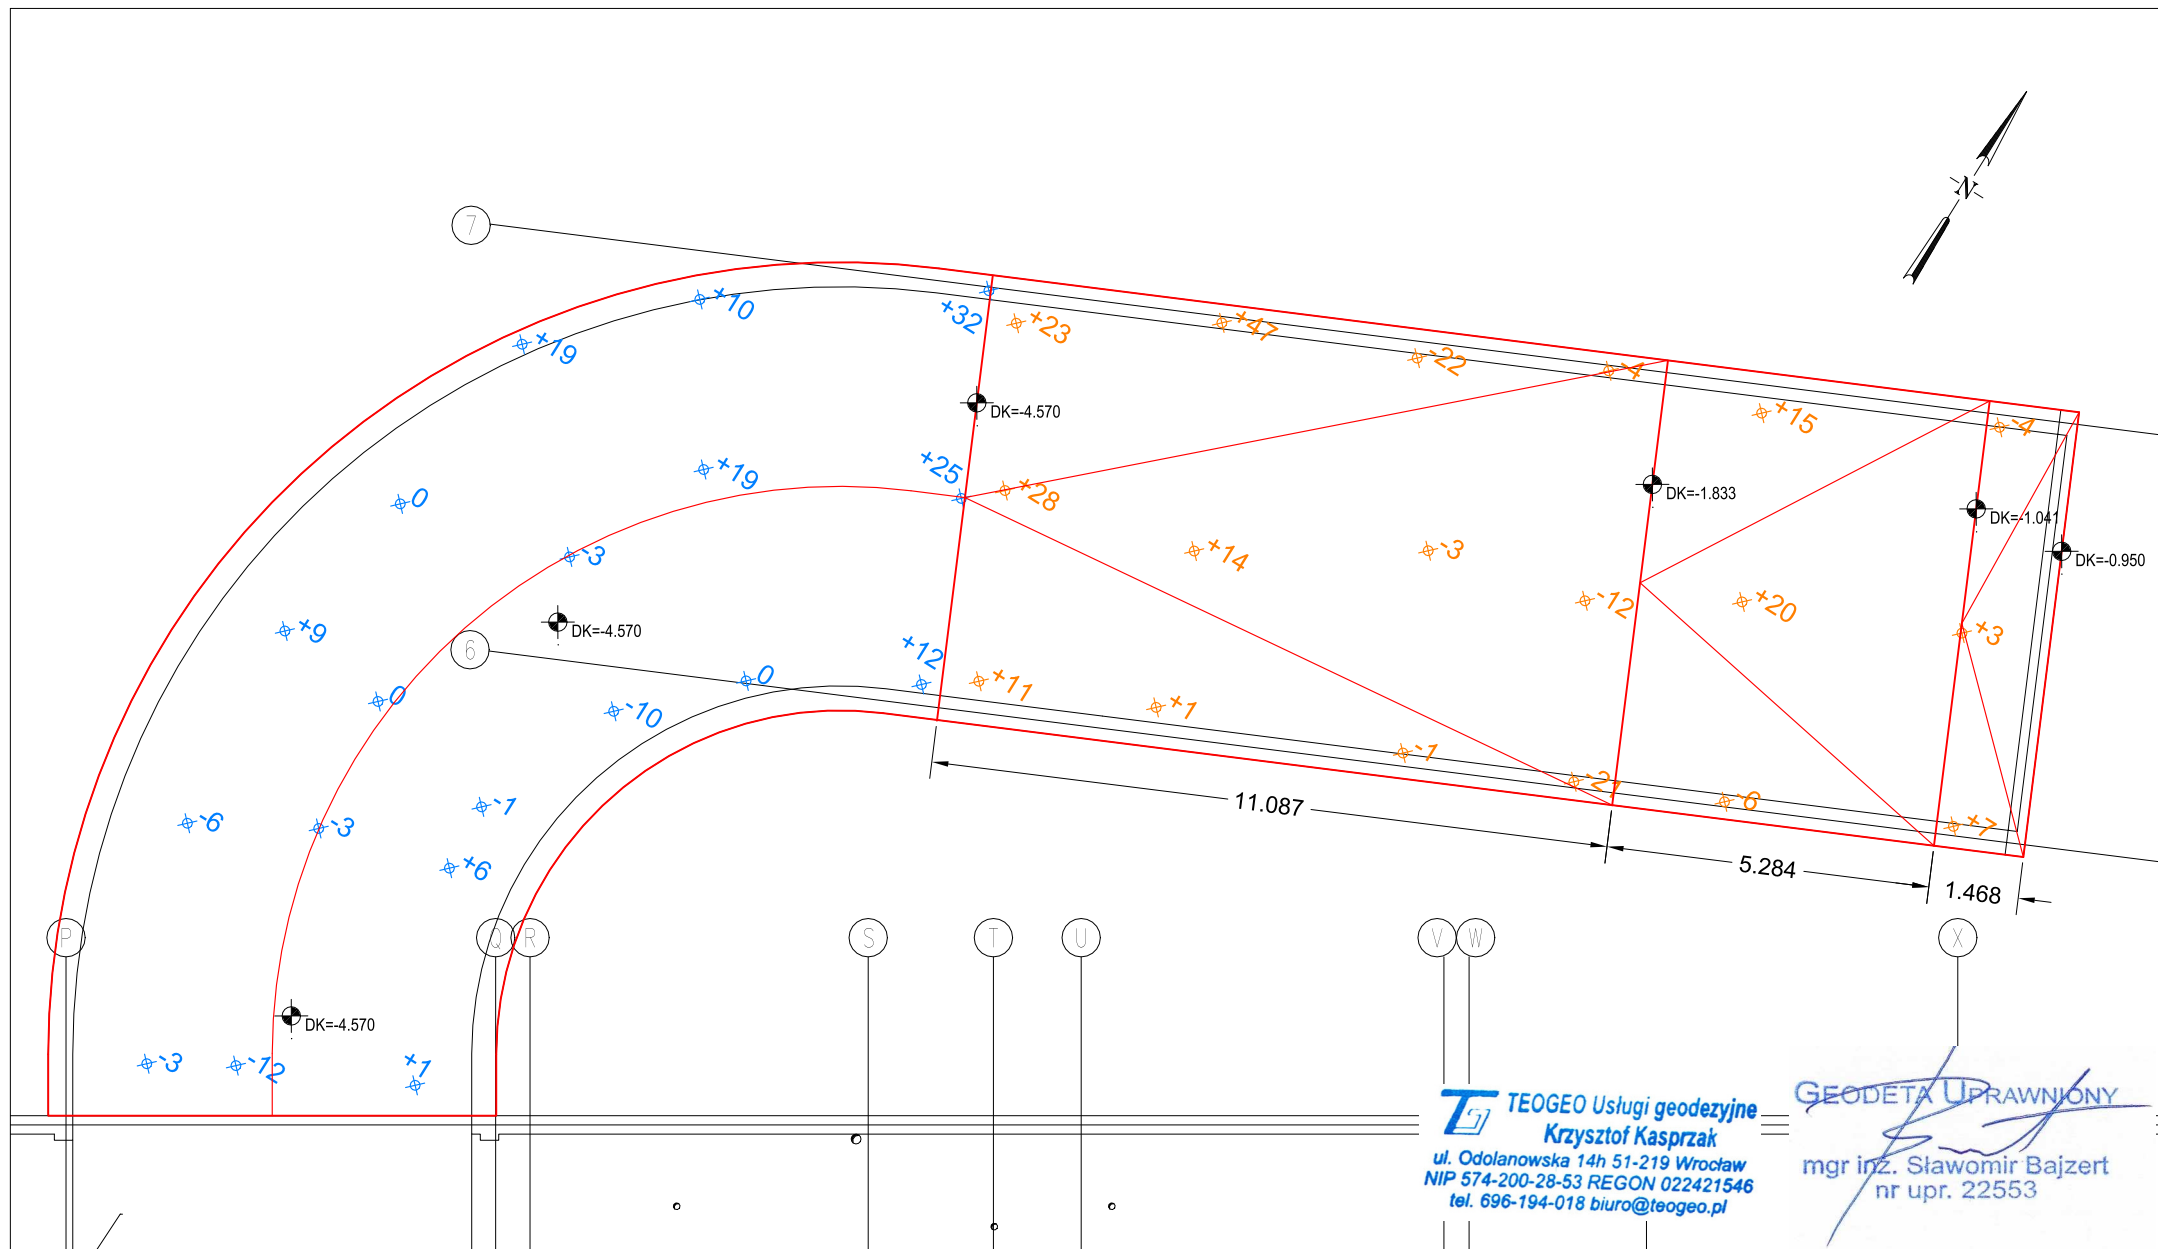 N
7
+10
+32
+23
+47
+19
-22
-4
DK=-4.570
+15
-4
+25
+19
+28
DK=-1.833
0
DK=-1.041
-3
+14
-3
DK=-0.950
+9
DK=-4.570
-12
+20
+3
6
+12
0
+11
0
-10
+1
-1
-21
-6
-6
-3
-1
11.087
+7
+6
5.284
1.468
P
Q
R
S
T
U
V
W
X
DK=-4.570
-3
-12
+1
TEOGEO Usługi geodezyjne
Krzysztof Kasprzak
ul. Odolanowska 14h 51-219 Wrocław
NIP 574-200-28-53 REGON 022421546
tel. 696-194-018 biuro@teogeo.pl
GEODETA UPRAWNIONY
mgr inż. Sławomir Bajzert
nr upr. 22553